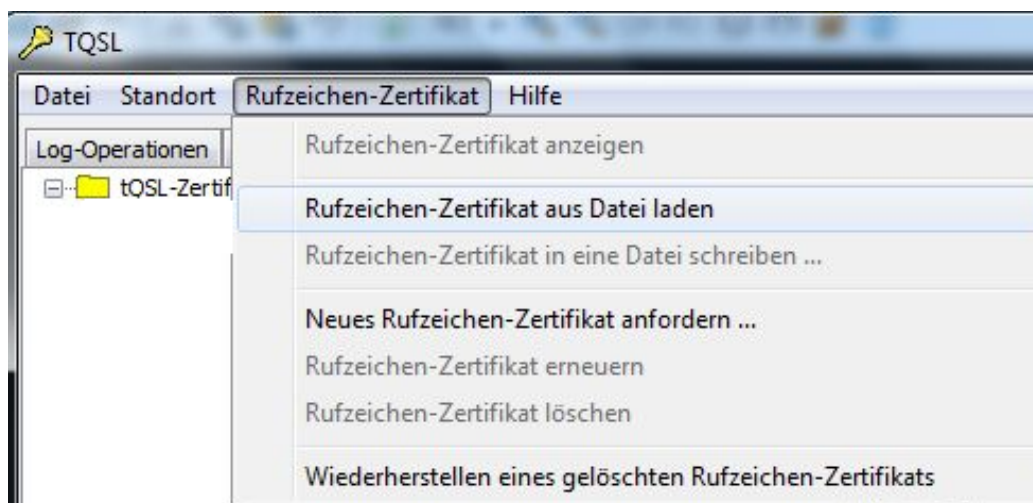 TQSL
Datei Standort Rufzeichen-Zertifikat Hilfe
Log-Operationen
tQSL-Zertif
Rufzeichen-Zertifikat anzeigen
Rufzeichen-Zertifikat aus Datei laden
Rufzeichen-Zertifikat in eine Datei schreiben ...
Neues Rufzeichen-Zertifikat anfordern ...
Rufzeichen-Zertifikat erneuern
Rufzeichen-Zertifikat löschen
Wiederherstellen eines gelöschten Rufzeichen-Zertifikats